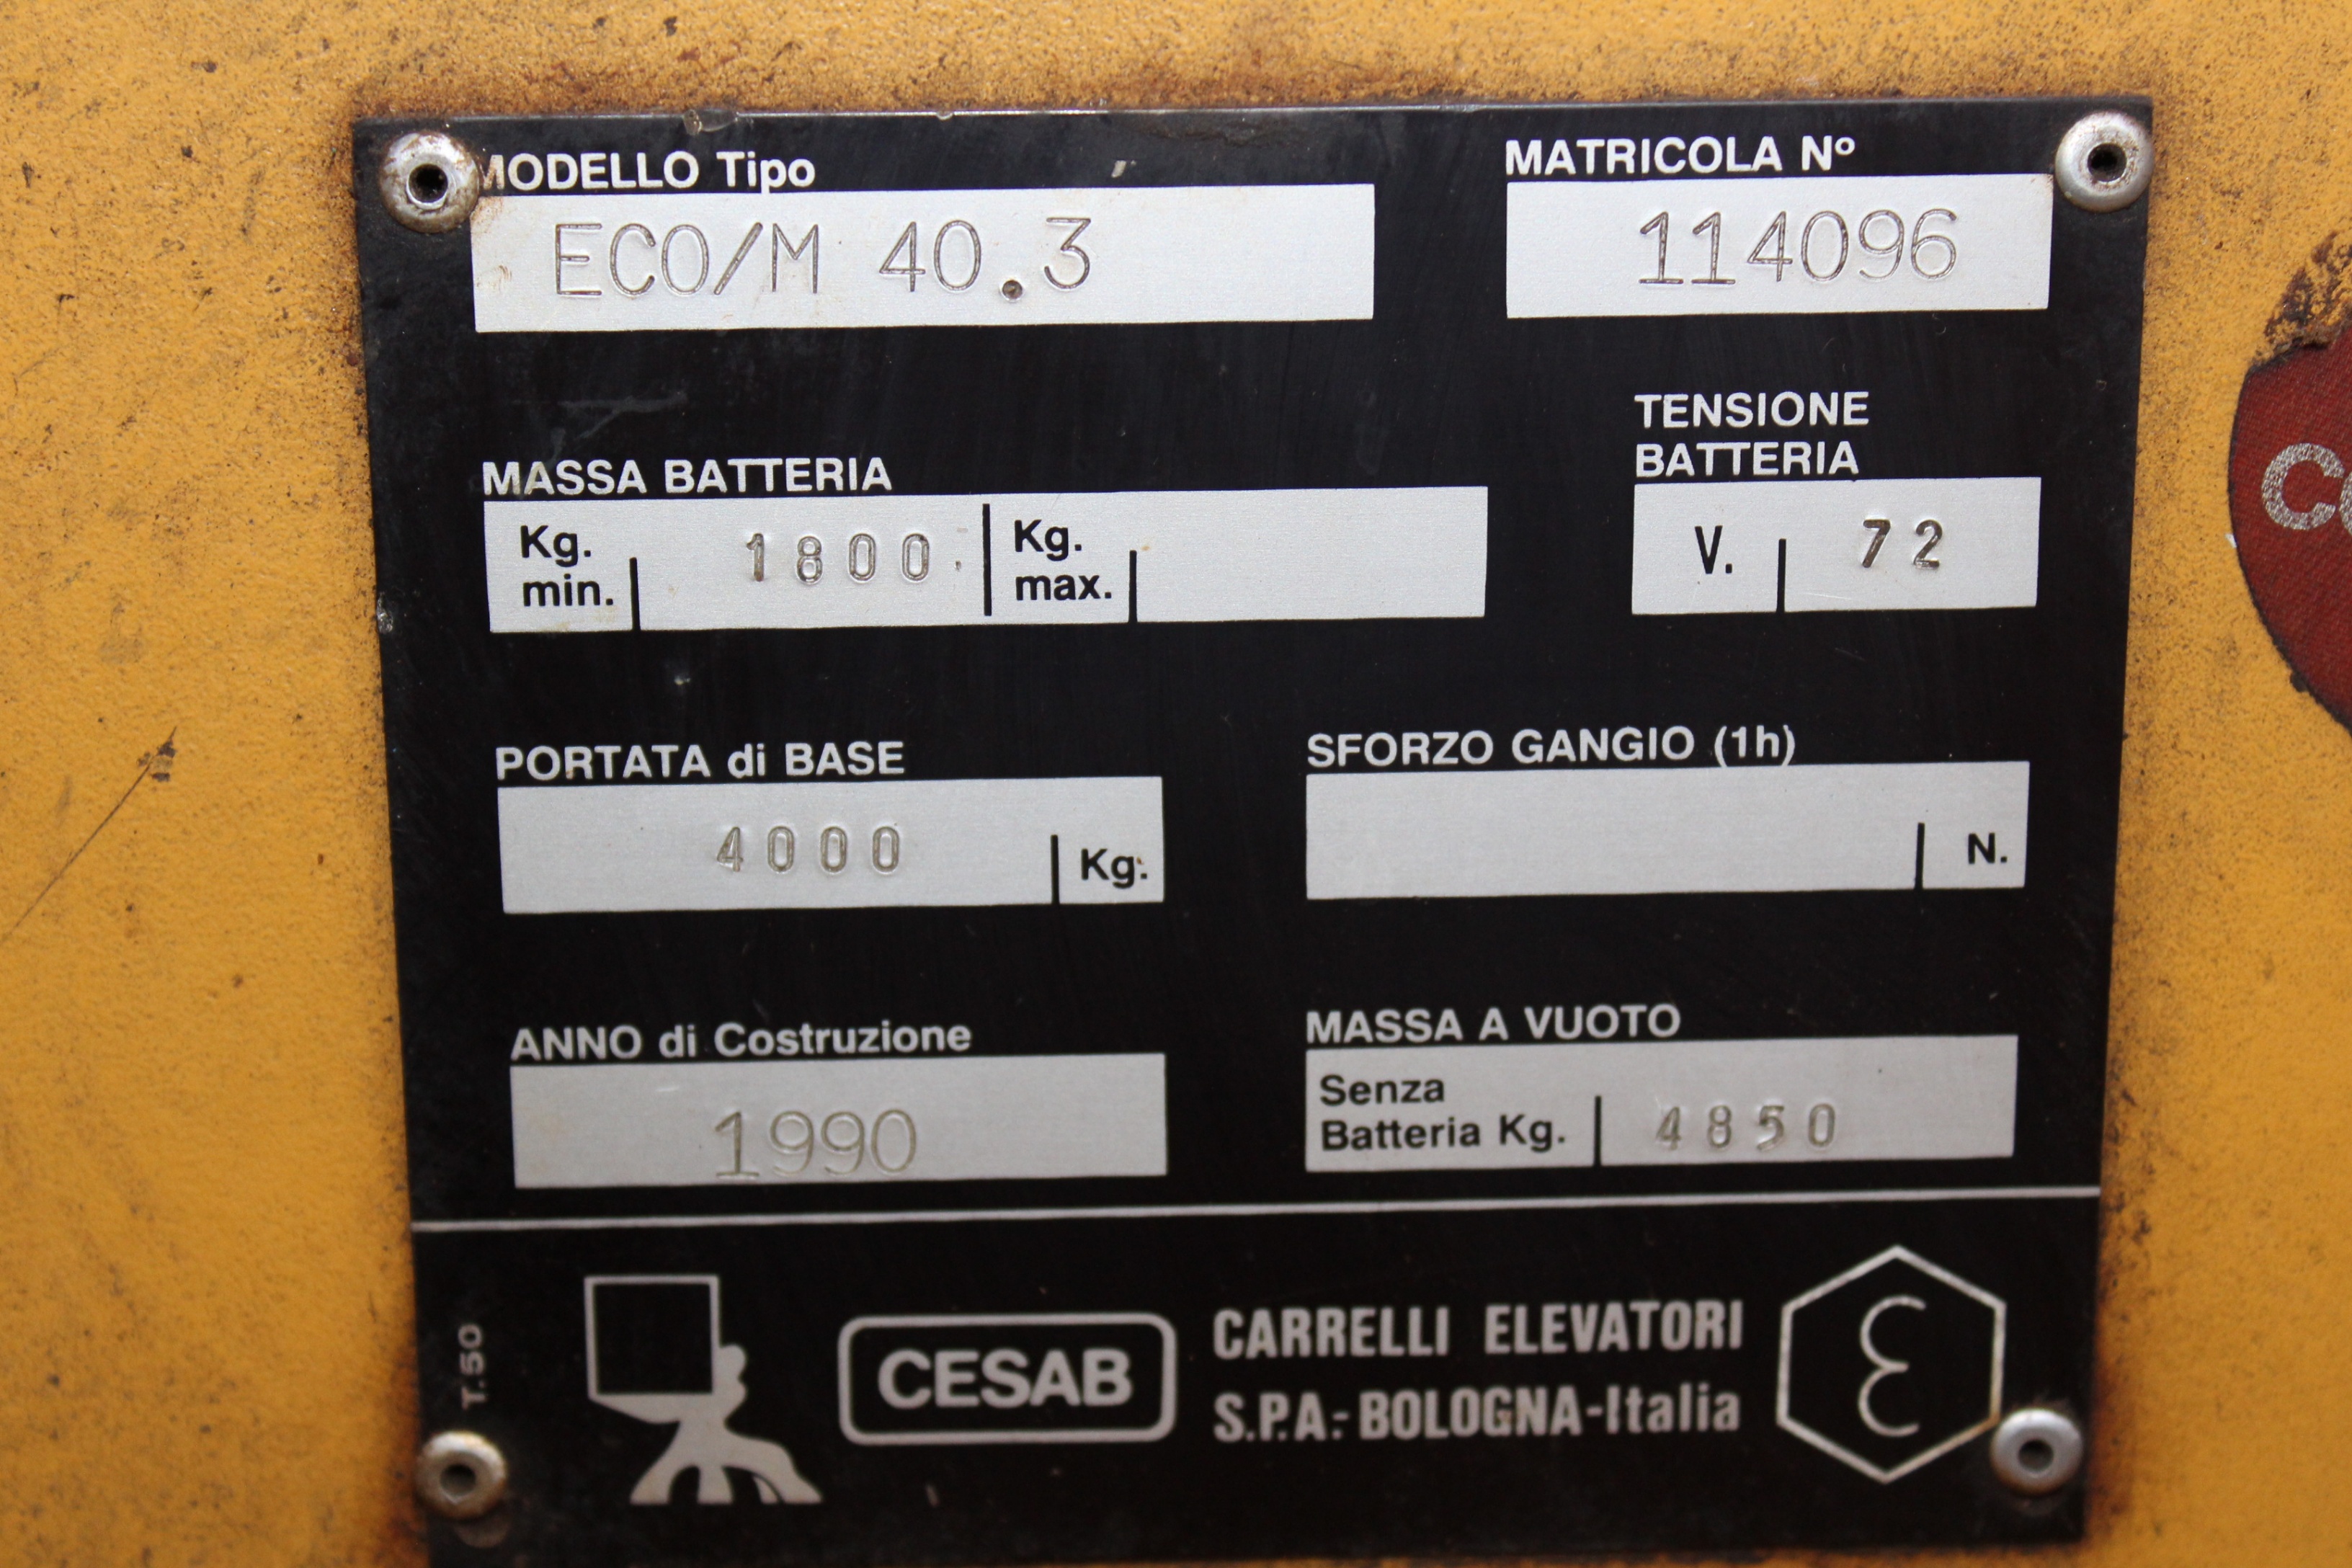 MODELLO Tipo
ECO/M 40.3
MATRICOLA Nº
114096
MASSA BATTERIA
Kg. min. 1800 Kg. max.
TENSIONE
BATTERIA
V. 72
PORTATA di BASE
4000 Kg.
SFORZO GANGIO (1h)
N.
ANNO di Costruzione
1990
MASSA A VUOTO
Senza
Batteria Kg. 4850
T.50
CESAB
CARRELLI ELEVATORI
S.P.A.-BOLOGNA-Italia